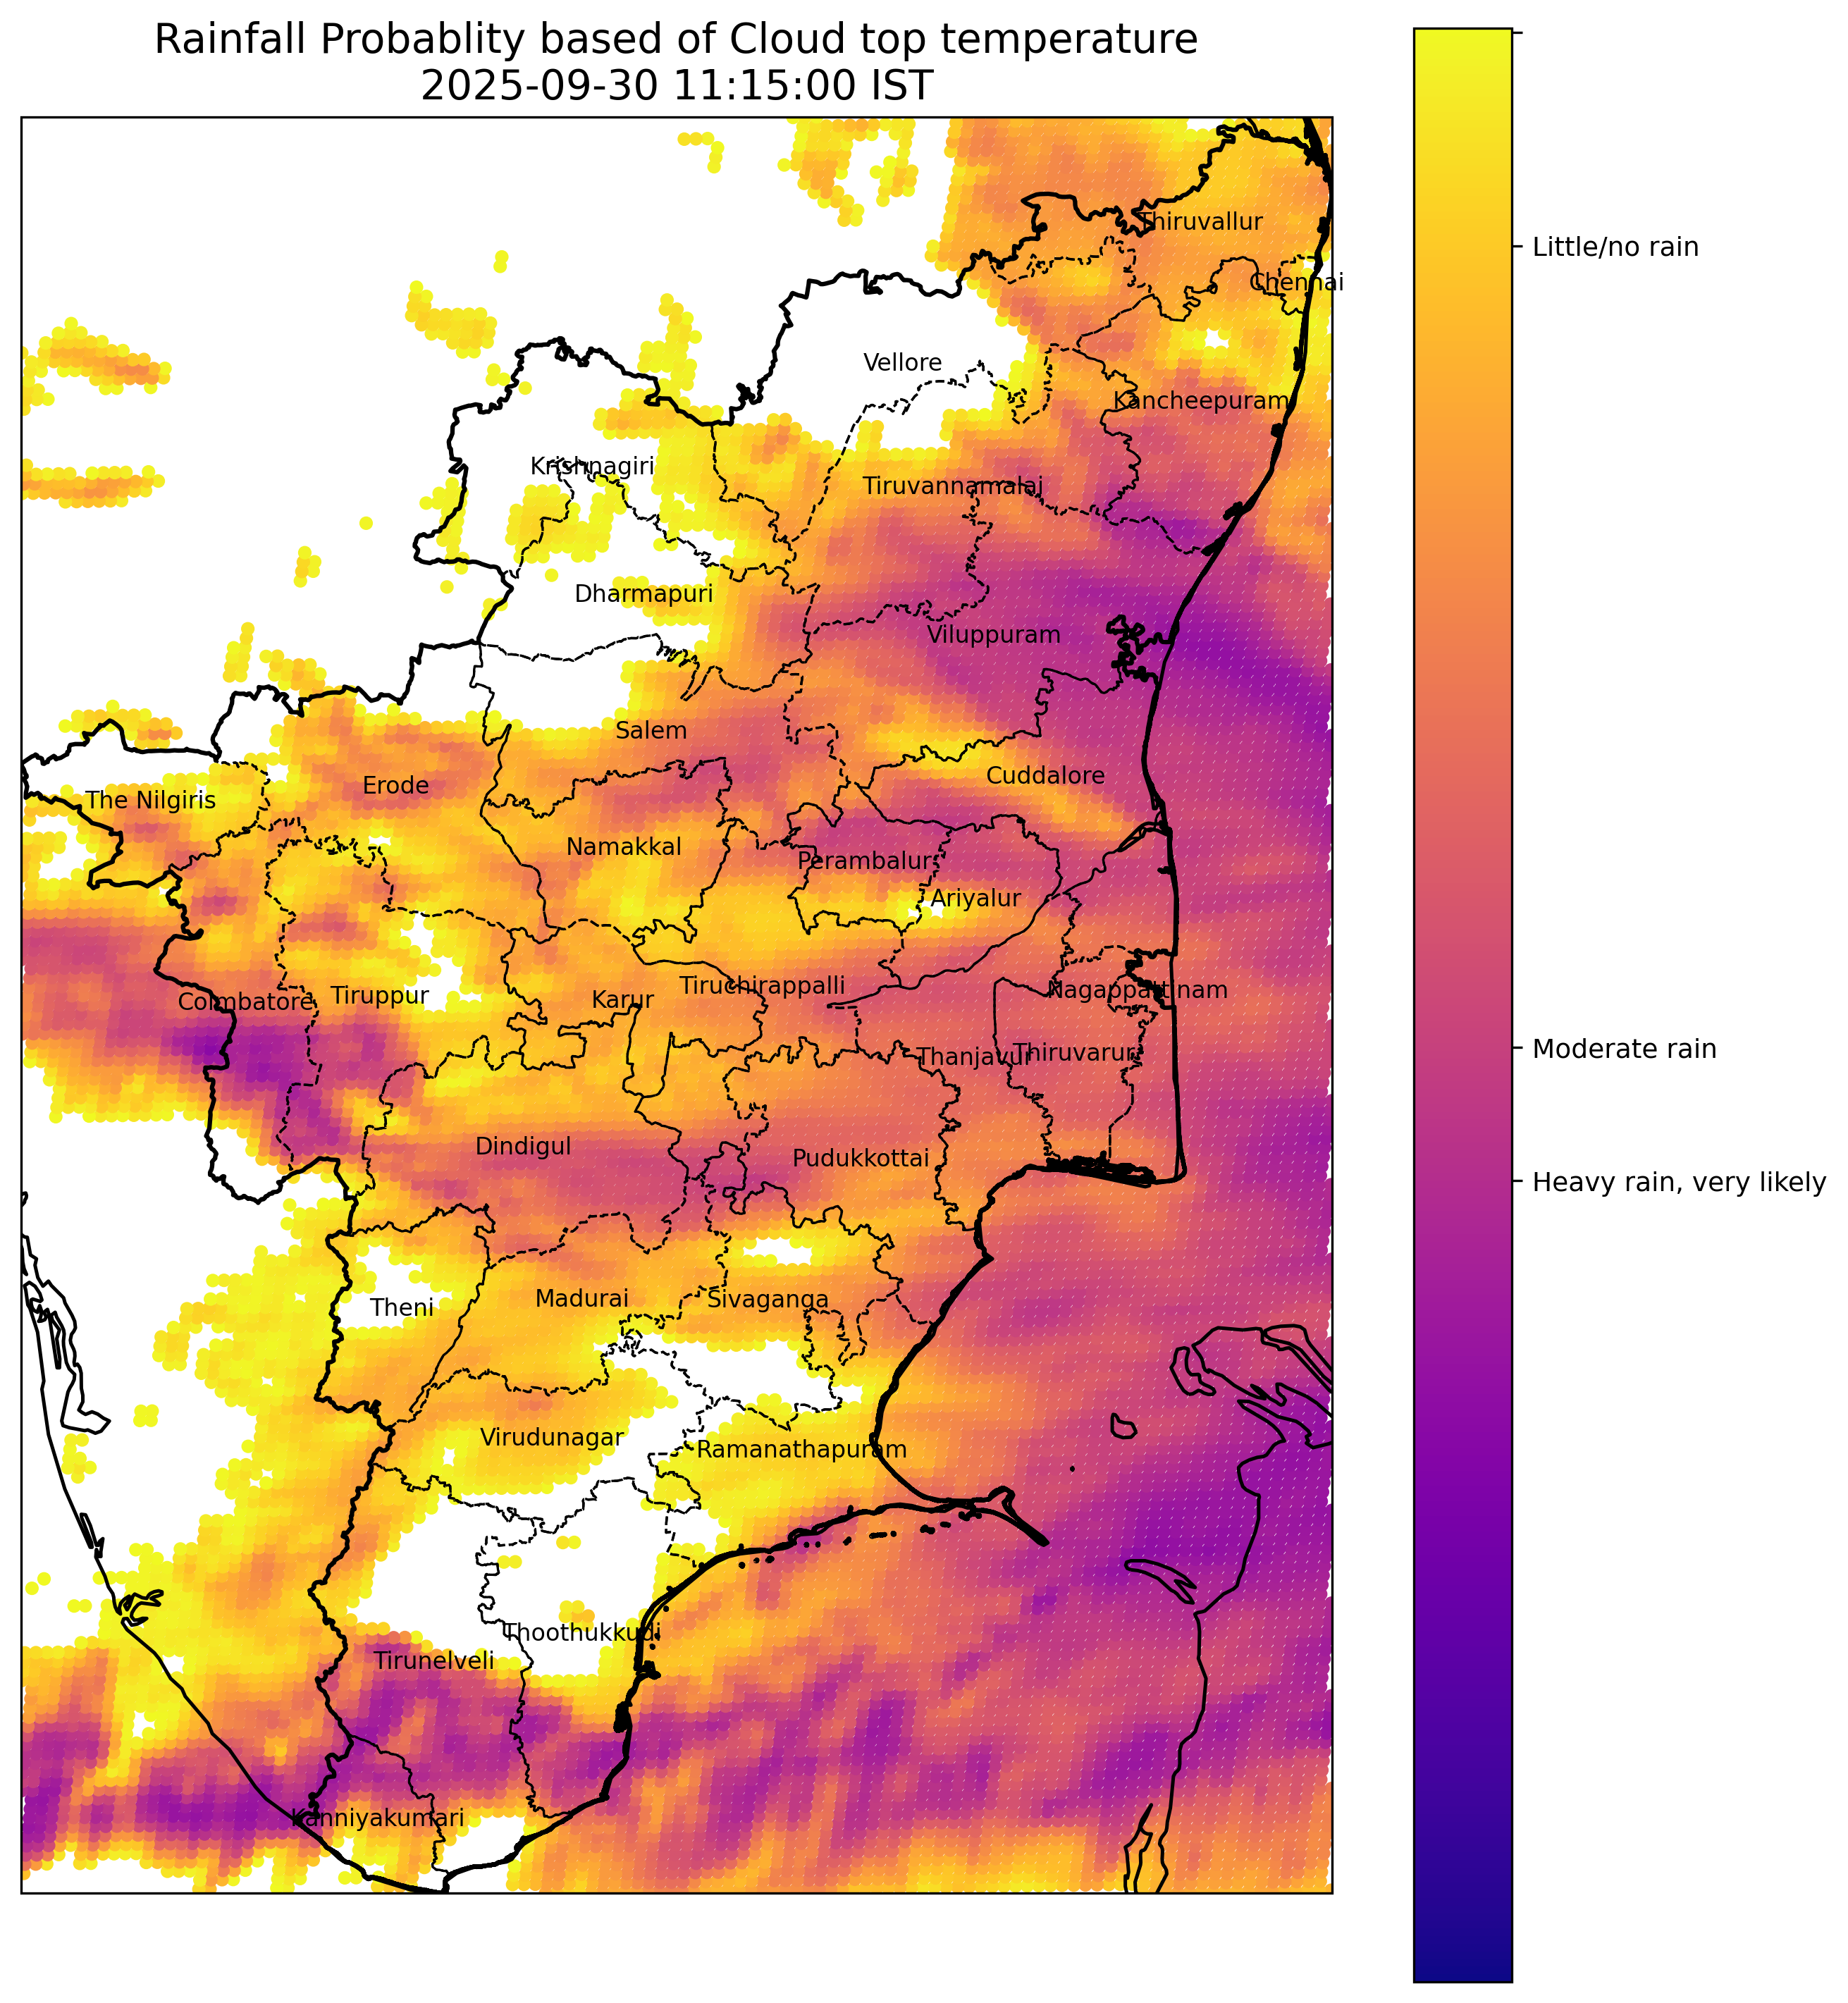 Rainfall Probablity based of Cloud top temperature
2025-09-30 11:15:00 IST
Thiruvallur
Little/no rain
Chennai
Vellore
Kancheepuram
Krishnagiri
Tiruvannamalaj
Dharmapuri
Viluppuram
Salem
Cuddalore
Erode
The Nilgiris
Namakkal
Perambalur
Ariyalur
Tiruchirappalli
Nagappattinam
Coimbatore
Tiruppur
Karur
Moderate rain
Thanjavur
Thiruvarur
Dindigul
Pudukkottai
Heavy rain, very likely
Theni
Madurai
Sivaganga
Virudunagar
Ramanathapuram
Thoothukkudi
Tirunelveli
Kanniyakumari